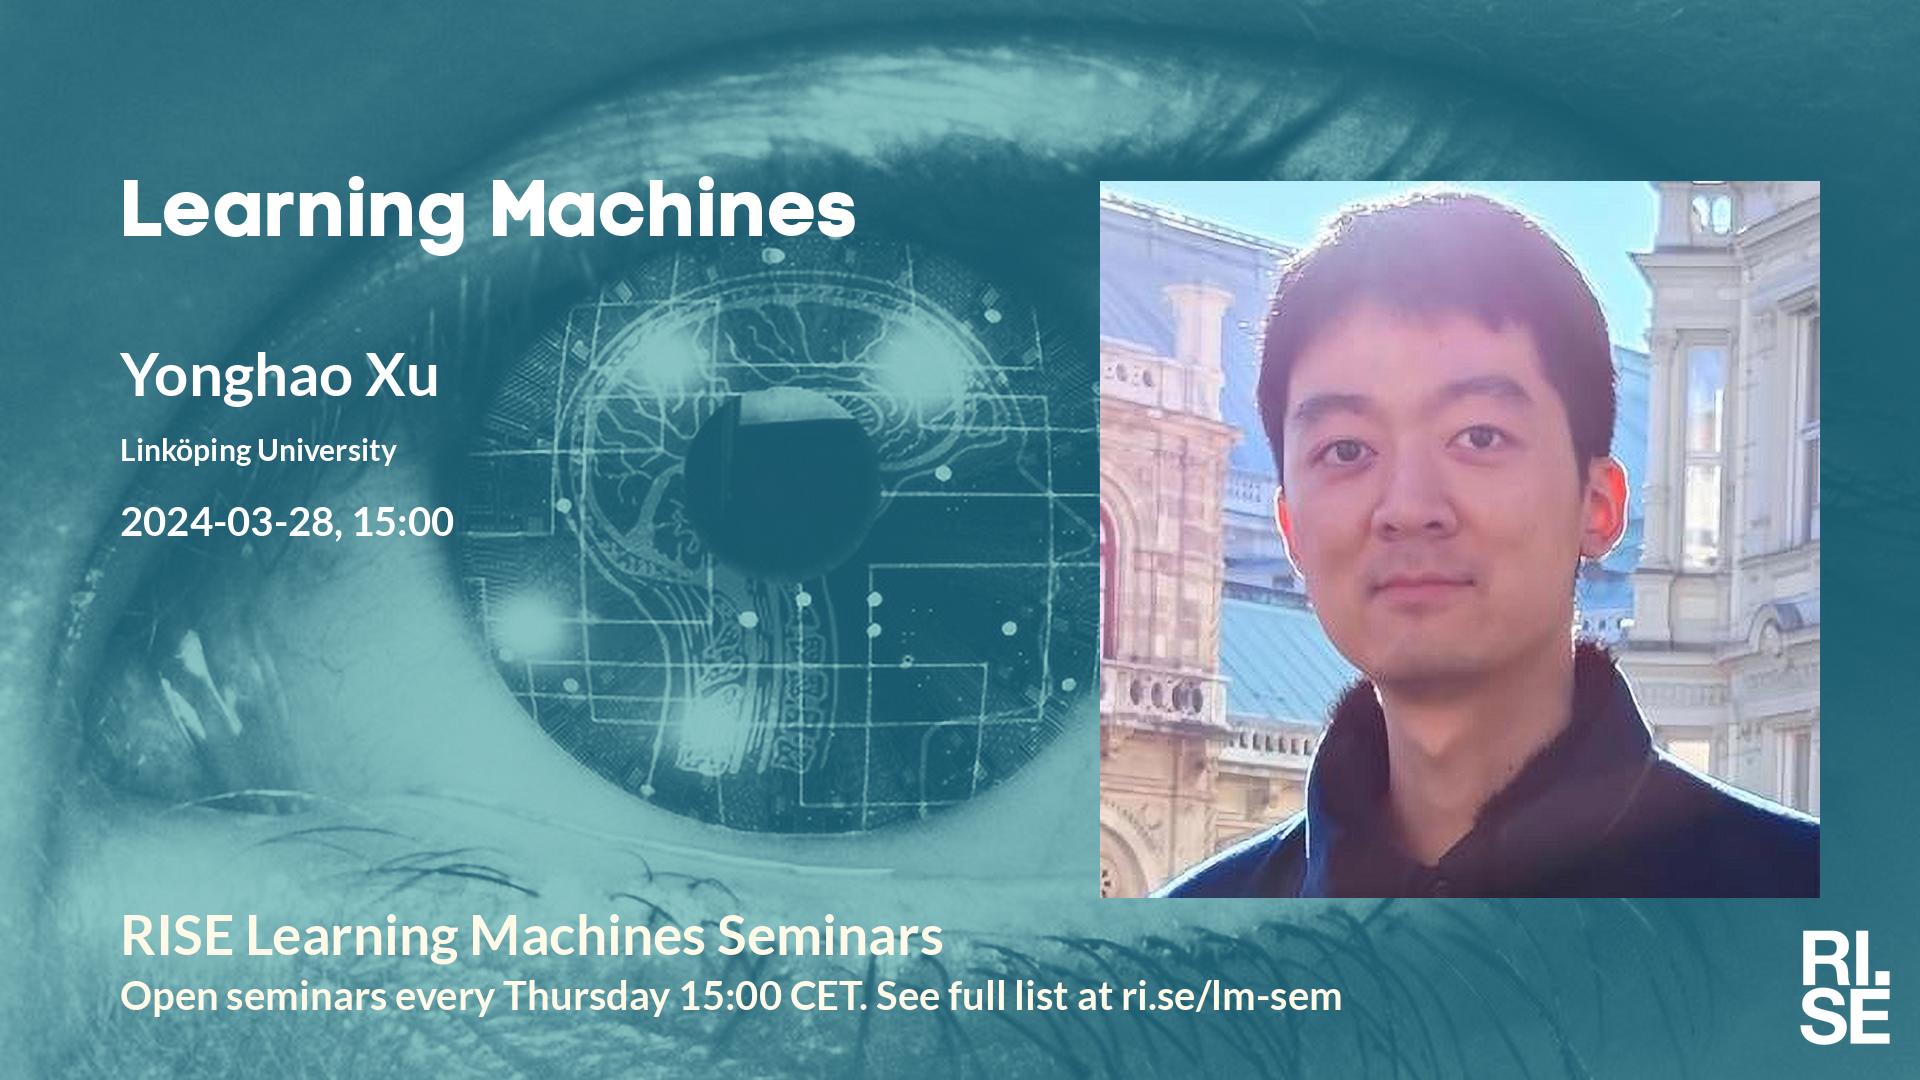 Learning Machines
Yonghao Xu
Linköping University
2024-03-28, 15:00
RISE Learning Machines Seminars
Open seminars every Thursday 15:00 CET. See full list at ri.se/lm-sem
RI.
SE